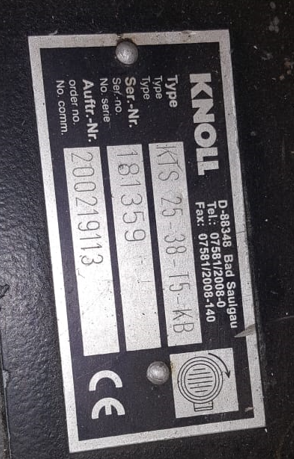 KNOLL
D-88348 Bad Saulgau
Tel.: 07581/2008-0
Fax: 07581/2008-140
Type
Type
Type
KTS 25-38-T5-KB
Ser.-Nr.
Ser.-no.
No. serie
181359
Auftr.-Nr.
order no.
No. comm.
200219113
CE